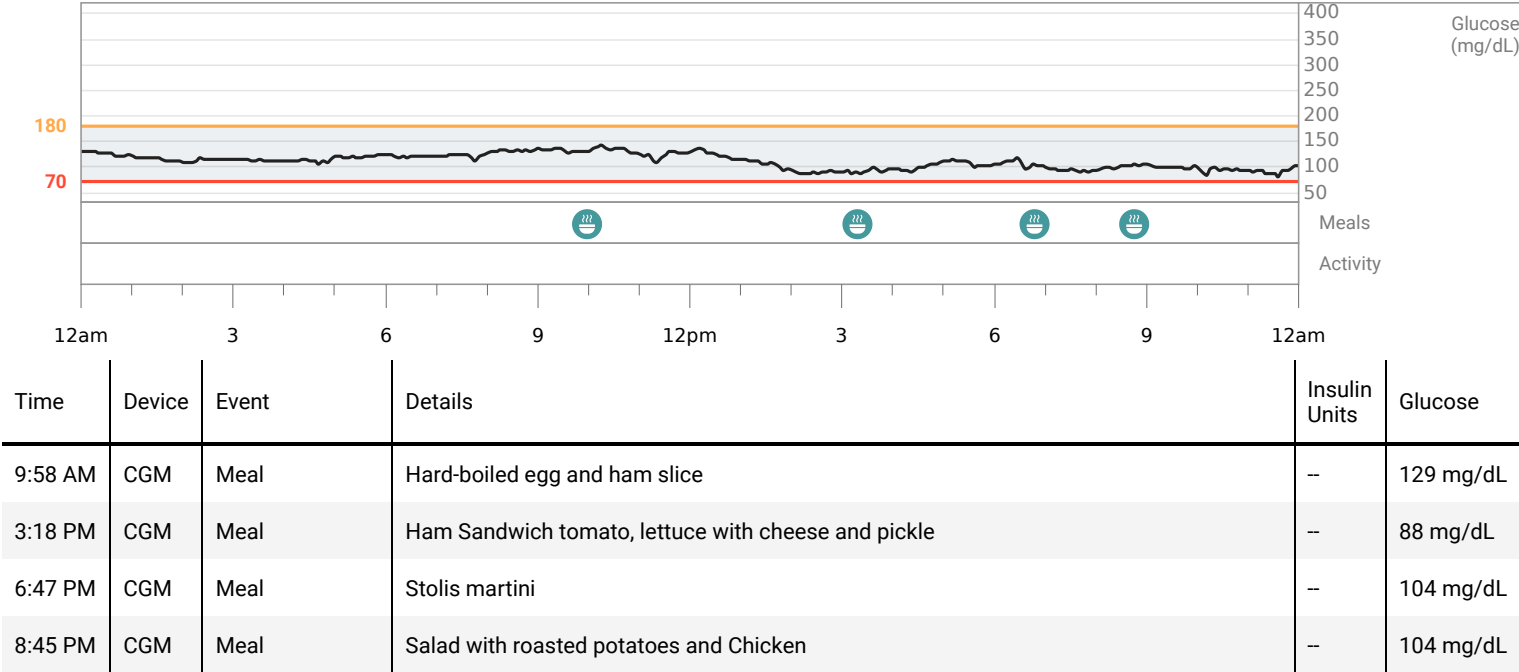 400
Glucose
(mg/dL)
350
300
250
200
180
150
100
70
50
Meals
Activity
12am 3 6 9 12pm 3 6 9 12am
Time Device Event Details Insulin Units Glucose
9:58 AM CGM Meal Hard-boiled egg and ham slice -- 129 mg/dL
3:18 PM CGM Meal Ham Sandwich tomato, lettuce with cheese and pickle -- 88 mg/dL
6:47 PM CGM Meal Stolis martini -- 104 mg/dL
8:45 PM CGM Meal Salad with roasted potatoes and Chicken -- 104 mg/dL